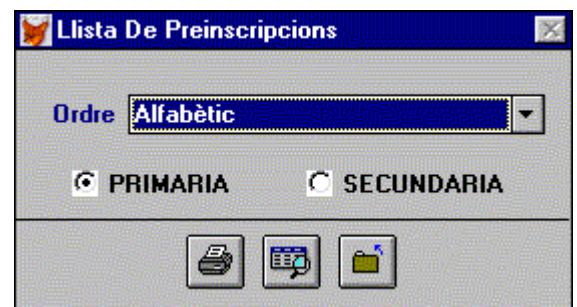 Llista De Preinscripcions
Ordre Alfabètic
PRIMARIA SECUNDARIA